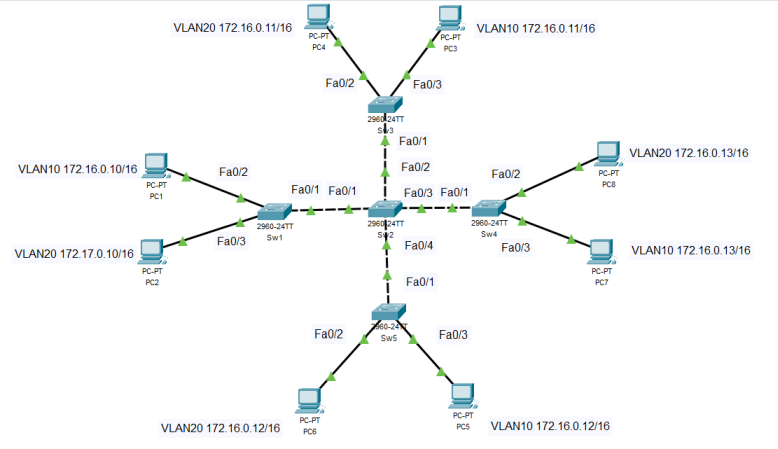 VLAN20 172.16.0.11/16
PC-PT
PC4
PC-PT
PC3
VLAN10 172.16.0.11/16
Fa0/2
Fa0/3
2960-24TT
Sw3
Fa0/1
Fa0/2
VLAN10 172.16.0.10/16
PC-PT
PC1
Fa0/2
Fa0/1
Fa0/1
Fa0/3
Fa0/1
Fa0/2
PC-PT
PC8
VLAN20 172.16.0.13/16
2960-24TT
Sw1
2960-24TT
Sw2
2960-24TT
Sw4
VLAN20 172.17.0.10/16
PC-PT
PC2
Fa0/3
Fa0/4
Fa0/3
PC-PT
PC7
VLAN10 172.16.0.13/16
Fa0/1
2960-24TT
Sw5
Fa0/2
Fa0/3
VLAN20 172.16.0.12/16
PC-PT
PC6
PC-PT
PC5
VLAN10 172.16.0.12/16